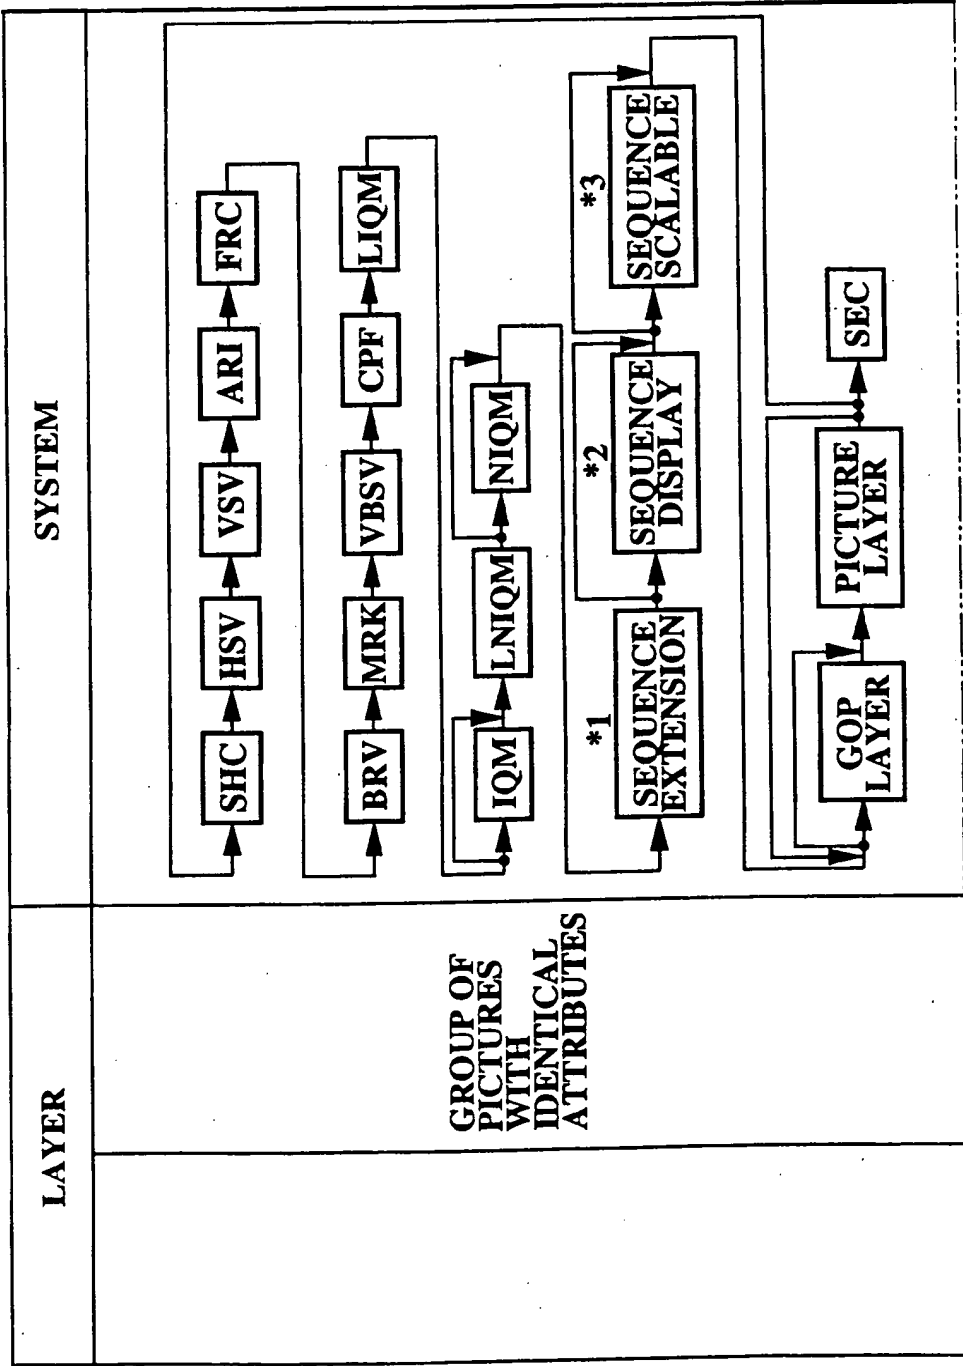 LAYER
SYSTEM
GROUP OF
PICTURES
WITH
IDENTICAL
ATTRIBUTES
SHC
HSV
VSV
ARI
FRC
BRV
MRK
VBSV
CPF
LIQM
IQM
LNIQM
NIQM
*1
SEQUENCE
EXTENSION
*2
SEQUENCE
DISPLAY
*3
SEQUENCE
SCALABLE
GOP
LAYER
PICTURE
LAYER
SEC